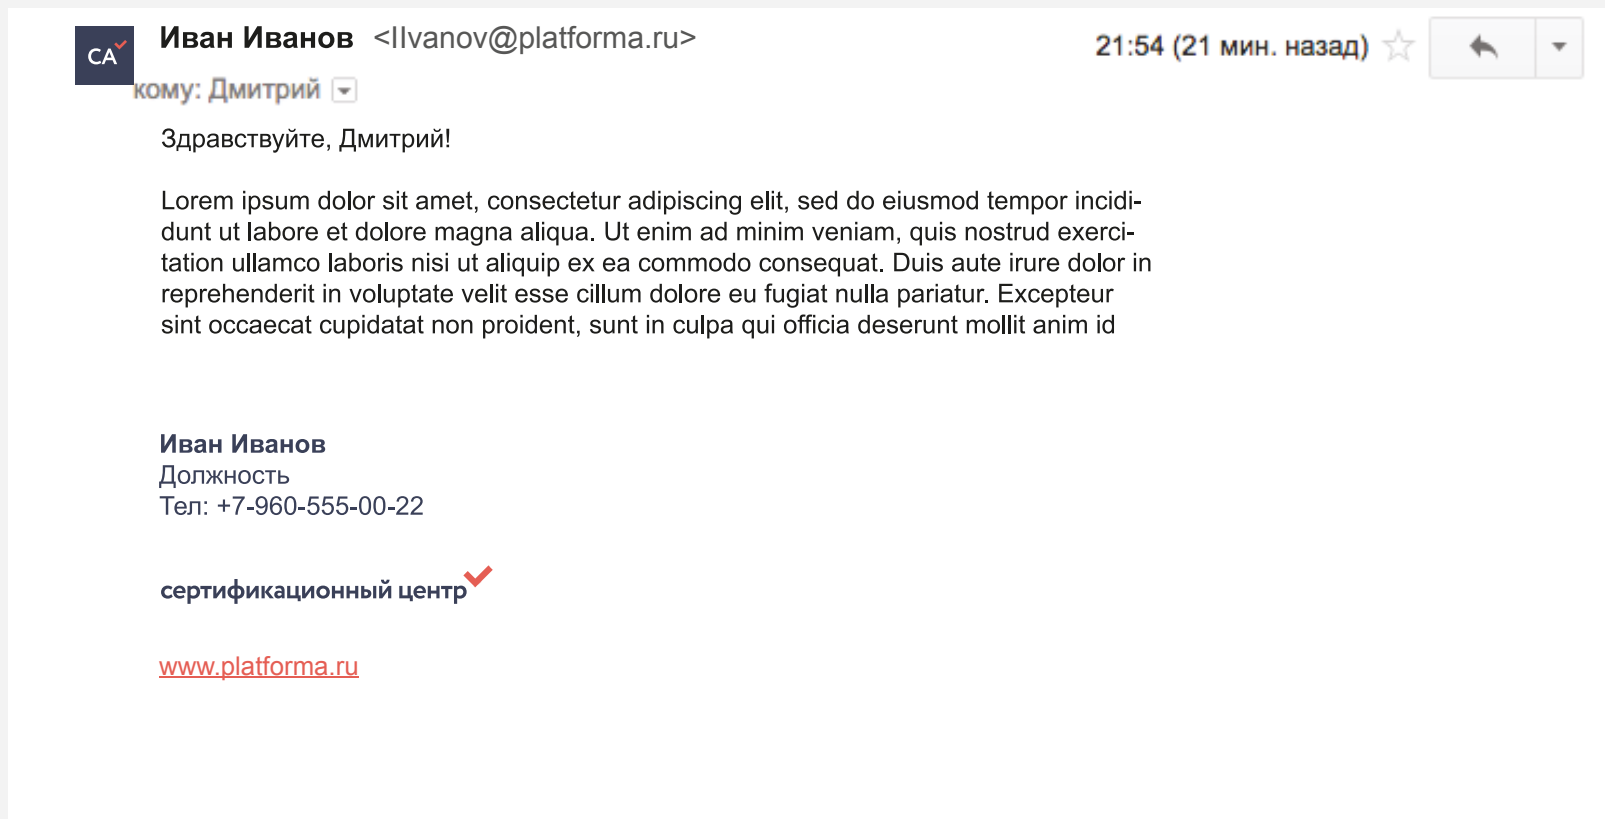 CA
Иван Иванов <IIvanov@platforma.ru>
21:54 (21 мин. назад)
кому: Дмитрий
Здравствуйте, Дмитрий!
Lorem ipsum dolor sit amet, consectetur adipiscing elit, sed do eiusmod tempor incidi-
dunt ut labore et dolore magna aliqua. Ut enim ad minim veniam, quis nostrud exerci-
tation ullamco laboris nisi ut aliquip ex ea commodo consequat. Duis aute irure dolor in
reprehenderit in voluptate velit esse cillum dolore eu fugiat nulla pariatur. Excepteur
sint occaecat cupidatat non proident, sunt in culpa qui officia deserunt mollit anim id
Иван Иванов
Должность
Тел: +7-960-555-00-22
сертификационный центр
www.platforma.ru